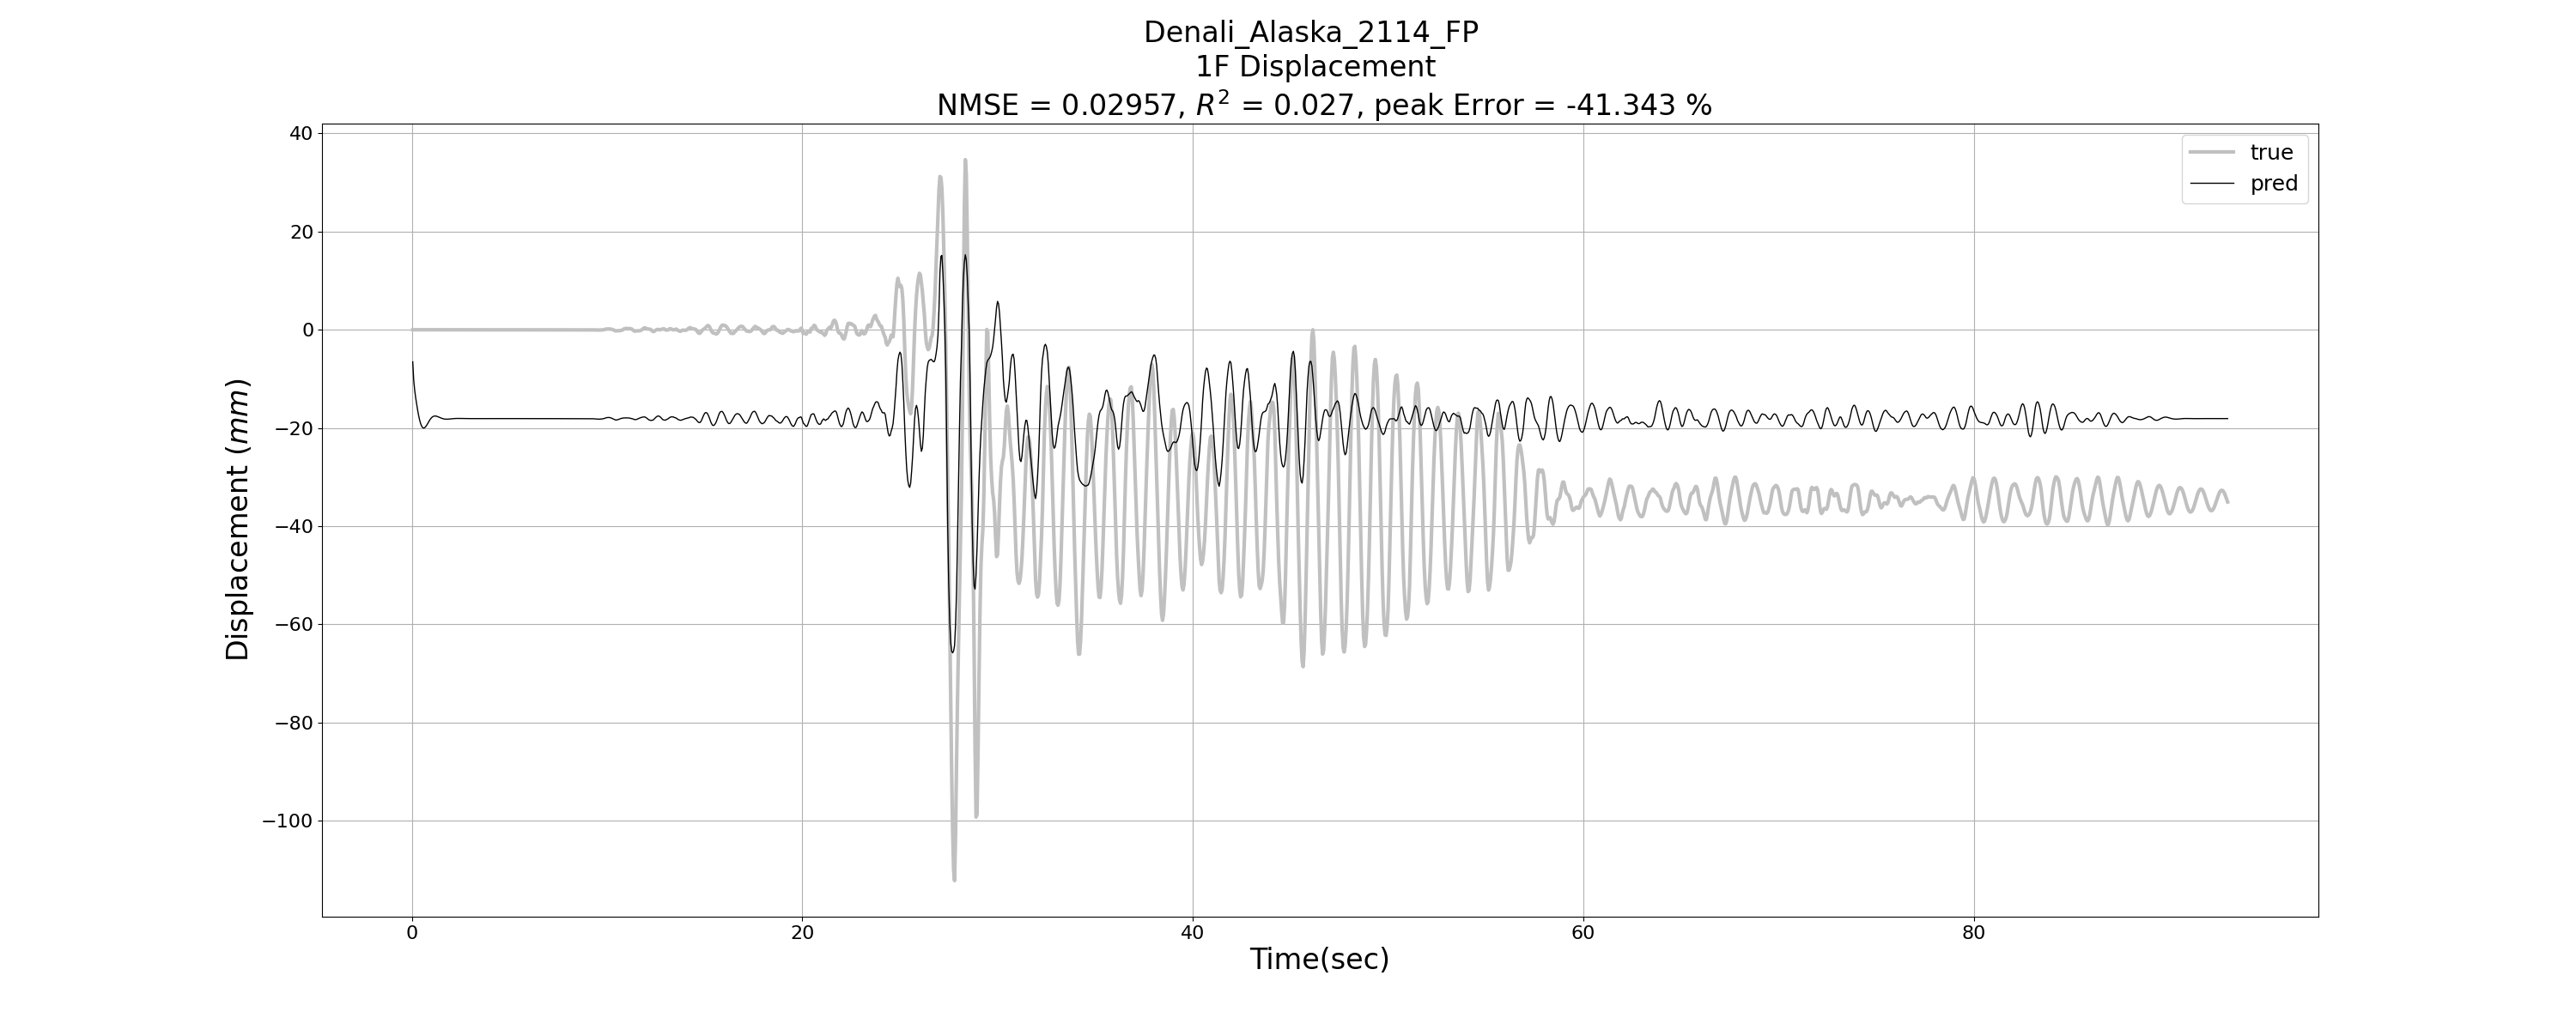 Denali_Alaska_2114_FP
1F Displacement
NMSE = 0.02957, R² = 0.027, peak Error = -41.343 %
40
20
0
−20
−40
−60
−80
−100
Displacement (mm)
true
pred
0 20 40 60 80
Time(sec)